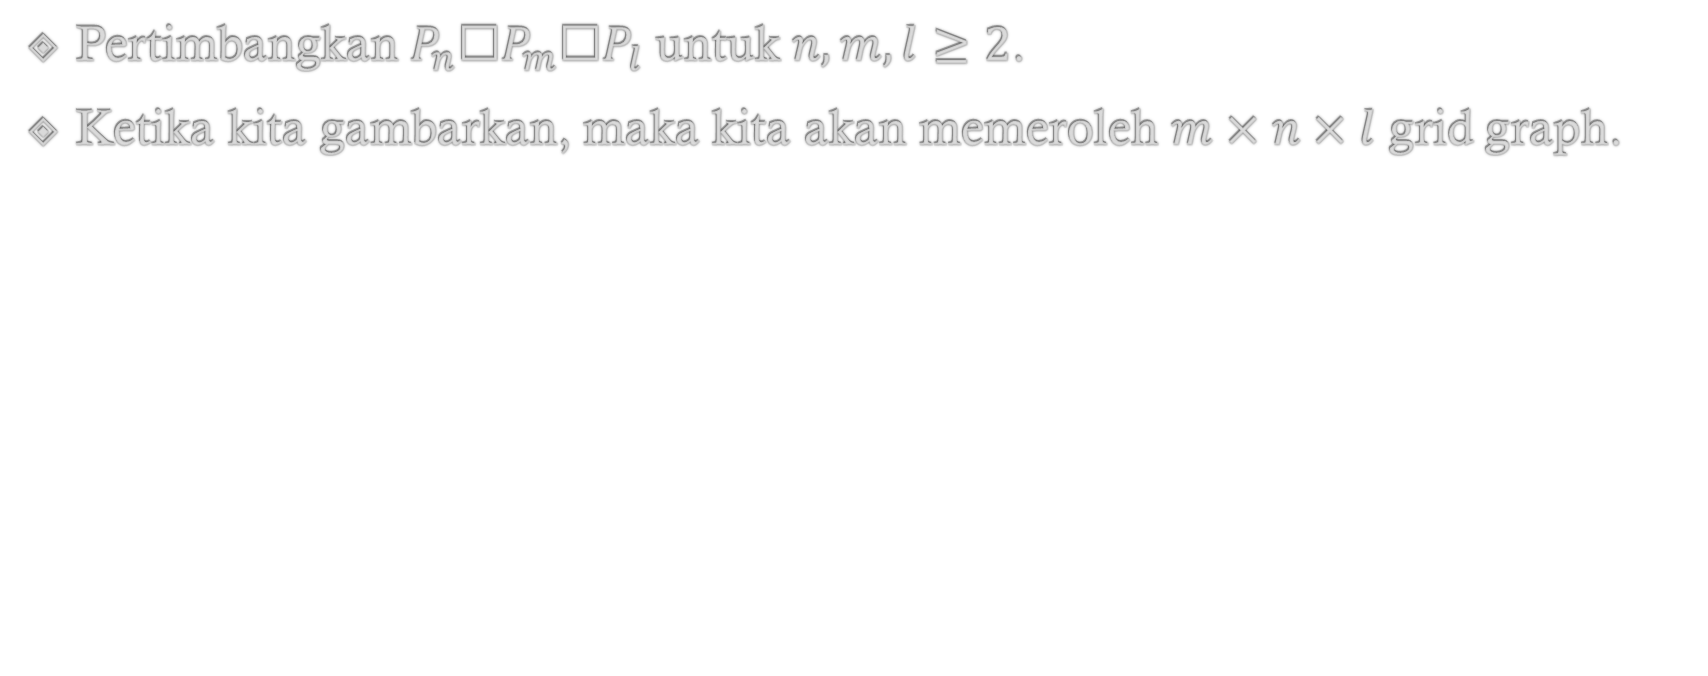 ◈ Pertimbangkan Pₙ□Pₘ□Pₗ untuk n, m, l ≥ 2.
◈ Ketika kita gambarkan, maka kita akan memeroleh m × n × l grid graph.